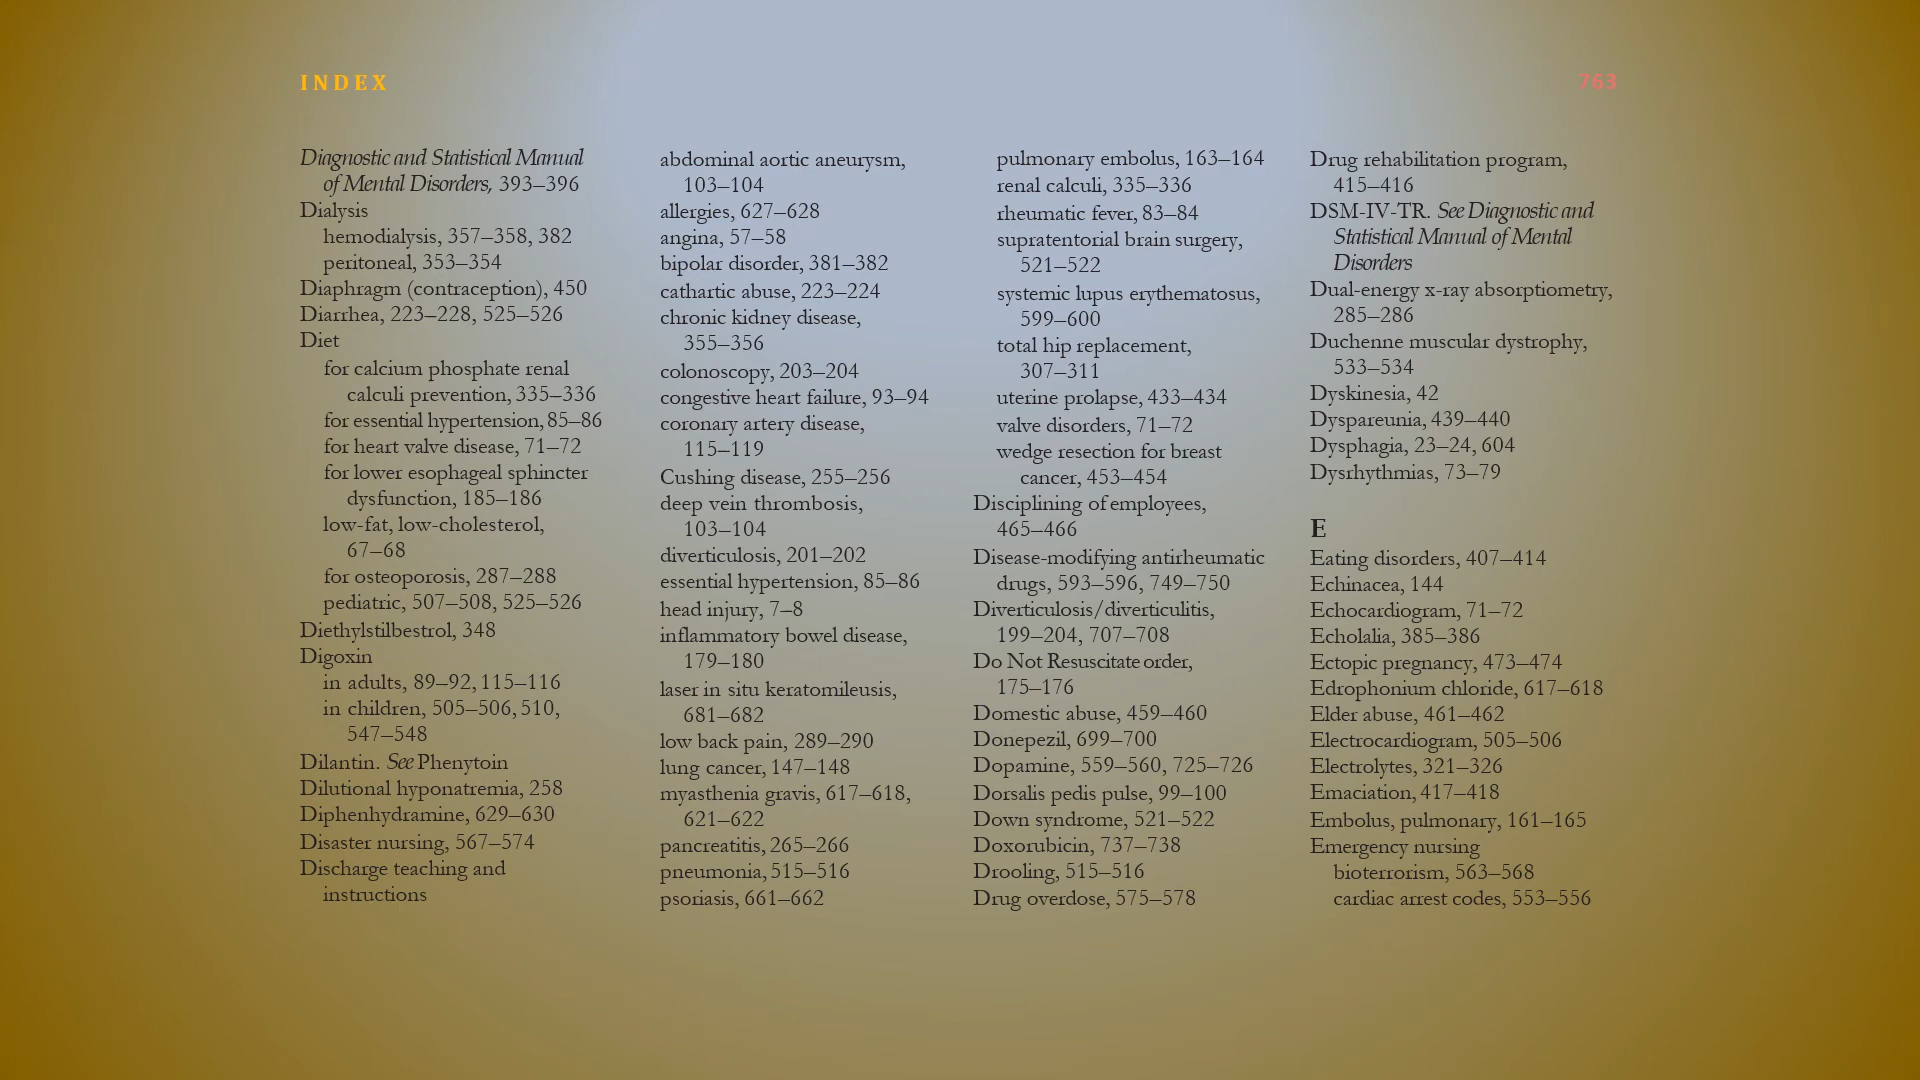 INDEX
763
Diagnostic and Statistical Manual
of Mental Disorders, 393–396
Dialysis
hemodialysis, 357–358, 382
peritoneal, 353–354
Diaphragm (contraception), 450
Diarrhea, 223–228, 525–526
Diet
for calcium phosphate renal
calculi prevention, 335–336
for essential hypertension, 85–86
for heart valve disease, 71–72
for lower esophageal sphincter
dysfunction, 185–186
low-fat, low-cholesterol,
67–68
for osteoporosis, 287–288
pediatric, 507–508, 525–526
Diethylstilbestrol, 348
Digoxin
in adults, 89–92, 115–116
in children, 505–506, 510,
547–548
Dilantin. See Phenytoin
Dilutional hyponatremia, 258
Diphenhydramine, 629–630
Disaster nursing, 567–574
Discharge teaching and
instructions
abdominal aortic aneurysm,
103–104
allergies, 627–628
angina, 57–58
bipolar disorder, 381–382
cathartic abuse, 223–224
chronic kidney disease,
355–356
colonoscopy, 203–204
congestive heart failure, 93–94
coronary artery disease,
115–119
Cushing disease, 255–256
deep vein thrombosis,
103–104
diverticulosis, 201–202
essential hypertension, 85–86
head injury, 7–8
inflammatory bowel disease,
179–180
laser in situ keratomileusis,
681–682
low back pain, 289–290
lung cancer, 147–148
myasthenia gravis, 617–618,
621–622
pancreatitis, 265–266
pneumonia, 515–516
psoriasis, 661–662
pulmonary embolus, 163–164
renal calculi, 335–336
rheumatic fever, 83–84
supratentorial brain surgery,
521–522
systemic lupus erythematosus,
599–600
total hip replacement,
307–311
uterine prolapse, 433–434
valve disorders, 71–72
wedge resection for breast
cancer, 453–454
Disciplining of employees,
465–466
Disease-modifying antirheumatic
drugs, 593–596, 749–750
Diverticulosis/diverticulitis,
199–204, 707–708
Do Not Resuscitate order,
175–176
Domestic abuse, 459–460
Donepezil, 699–700
Dopamine, 559–560, 725–726
Dorsalis pedis pulse, 99–100
Down syndrome, 521–522
Doxorubicin, 737–738
Drooling, 515–516
Drug overdose, 575–578
Drug rehabilitation program,
415–416
DSM-IV-TR. See Diagnostic and
Statistical Manual of Mental
Disorders
Dual-energy x-ray absorptiometry,
285–286
Duchenne muscular dystrophy,
533–534
Dyskinesia, 42
Dyspareunia, 439–440
Dysphagia, 23–24, 604
Dysrhythmias, 73–79
E
Eating disorders, 407–414
Echinacea, 144
Echocardiogram, 71–72
Echolalia, 385–386
Ectopic pregnancy, 473–474
Edrophonium chloride, 617–618
Elder abuse, 461–462
Electrocardiogram, 505–506
Electrolytes, 321–326
Emaciation, 417–418
Embolus, pulmonary, 161–165
Emergency nursing
bioterrorism, 563–568
cardiac arrest codes, 553–556